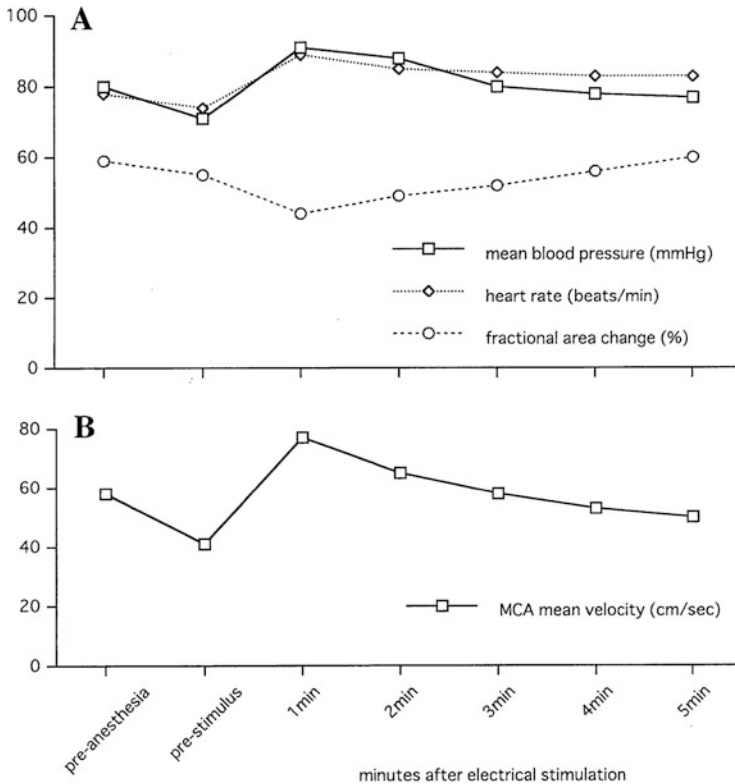 A
100
80
60
40
20
0
mean blood pressure (mmHg)
heart rate (beats/min)
fractional area change (%)
B
80
60
40
20
0
MCA mean velocity (cm/sec)
pre-anesthesia
pre-stimulus
1min
2min
3min
4min
5min
minutes after electrical stimulation